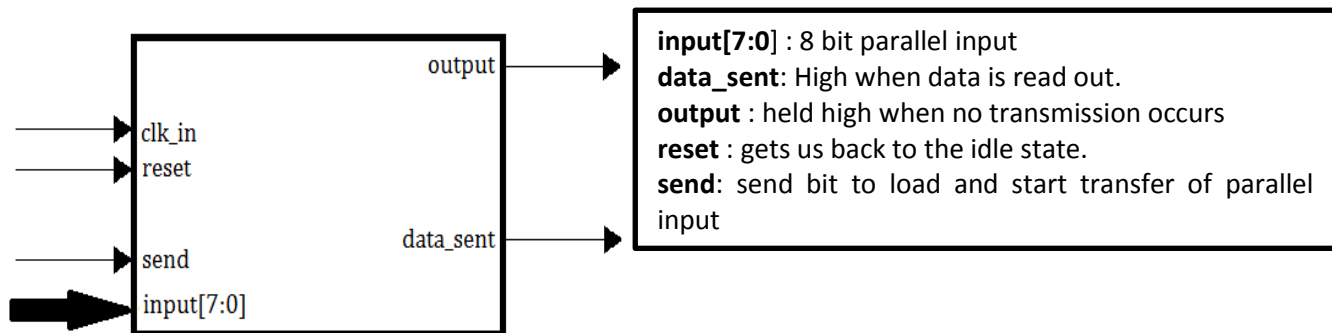 output
clk_in
reset
data_sent
send
input[7:0]
input[7:0] : 8 bit parallel input
data_sent: High when data is read out.
output : held high when no transmission occurs
reset : gets us back to the idle state.
send: send bit to load and start transfer of parallel
input